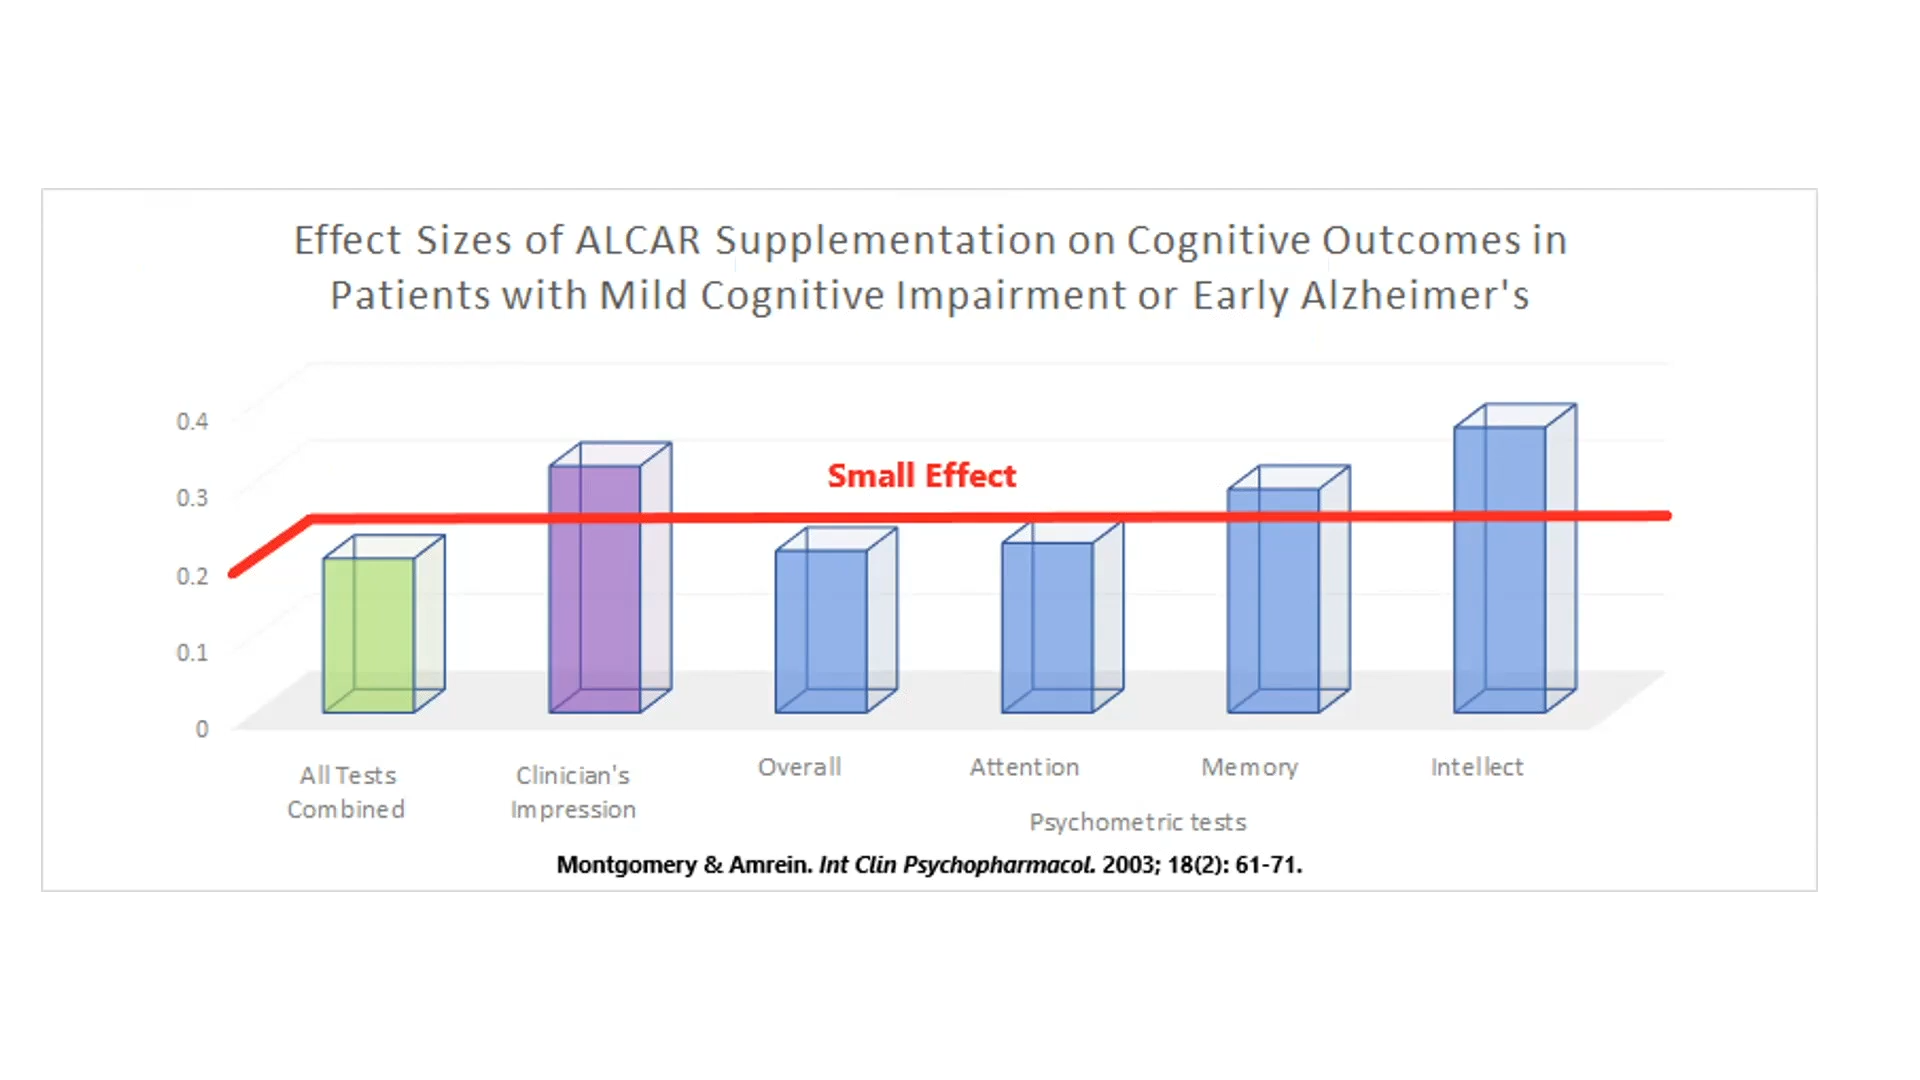 Effect Sizes of ALCAR Supplementation on Cognitive Outcomes in
Patients with Mild Cognitive Impairment or Early Alzheimer's
0.4
0.3
0.2
0.1
0
Small Effect
All Tests
Combined
Clinician's
Impression
Overall
Attention
Memory
Intellect
Psychometric tests
Montgomery & Amrein. Int Clin Psychopharmacol. 2003; 18(2): 61-71.